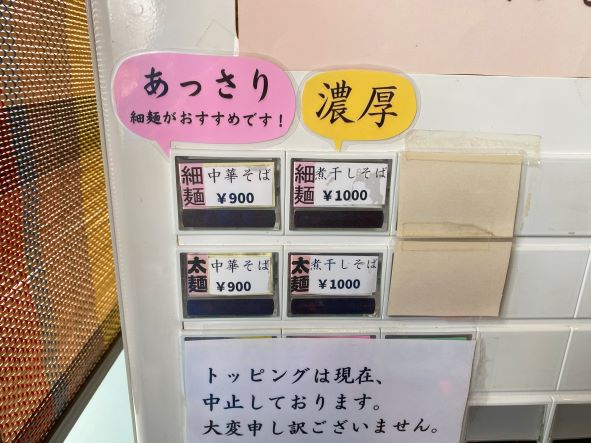 あっさり
細麺がおすすめです!
濃厚
細麺 中華そば
¥900
細麺 煮干しそば
¥1000
太麺 中華そば
¥900
太麺 煮干しそば
¥1000
トッピングは現在、
中止しております。
大変申し訳ございません。